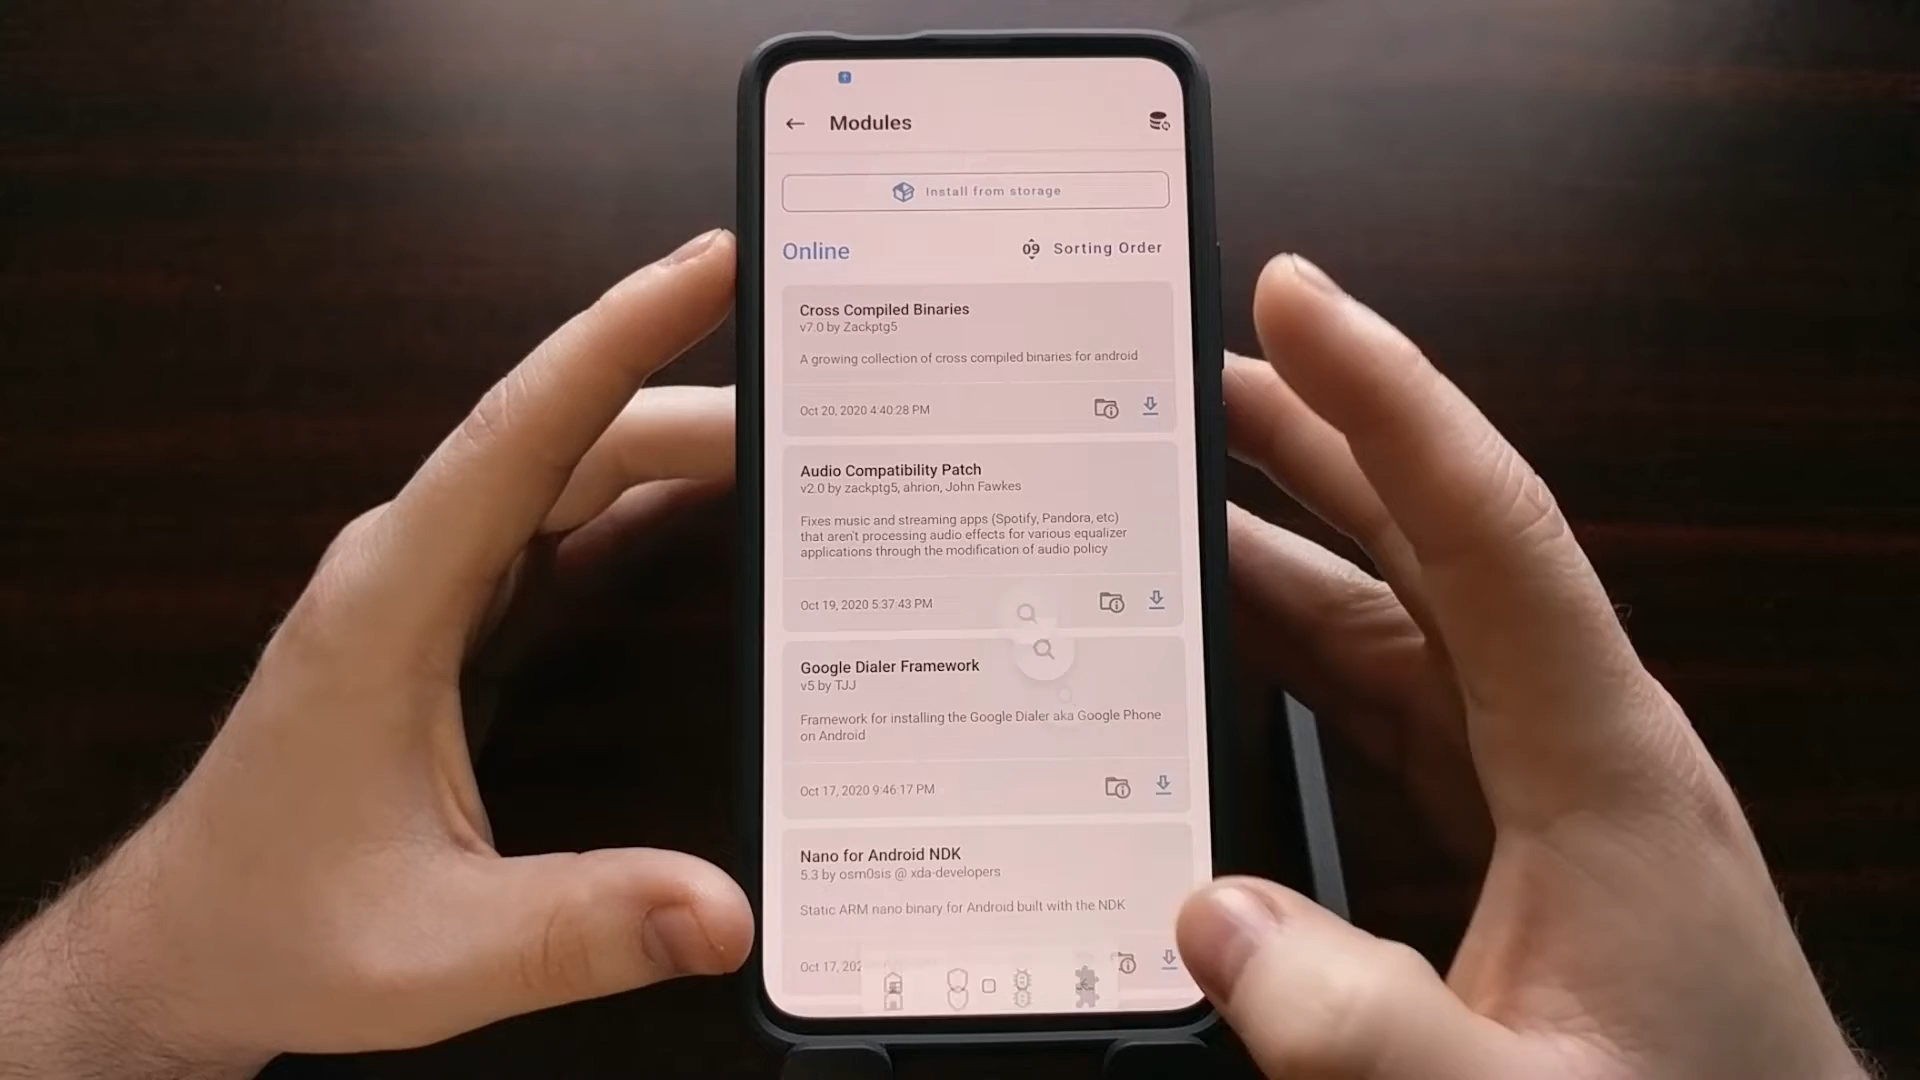 Modules
Install from storage
Online
Sorting Order
Cross Compiled Binaries
v7.0 by Zackptg5
A growing collection of cross compiled binaries for android
Oct 20, 2020 4:40:28 PM
Audio Compatibility Patch
v2.0 by zackptg5, ahrion, John Fawkes
Fixes music and streaming apps (Spotify, Pandora, etc)
that aren't processing audio effects for various equalizer
applications through the modification of audio policy
Oct 19, 2020 5:37:43 PM
Google Dialer Framework
v5 by TJJ
Framework for installing the Google Dialer aka Google Phone
on Android
Oct 17, 2020 9:46:17 PM
Nano for Android NDK
5.3 by osm0sis @ xda-developers
Static ARM nano binary for Android built with the NDK
Oct 17, 202